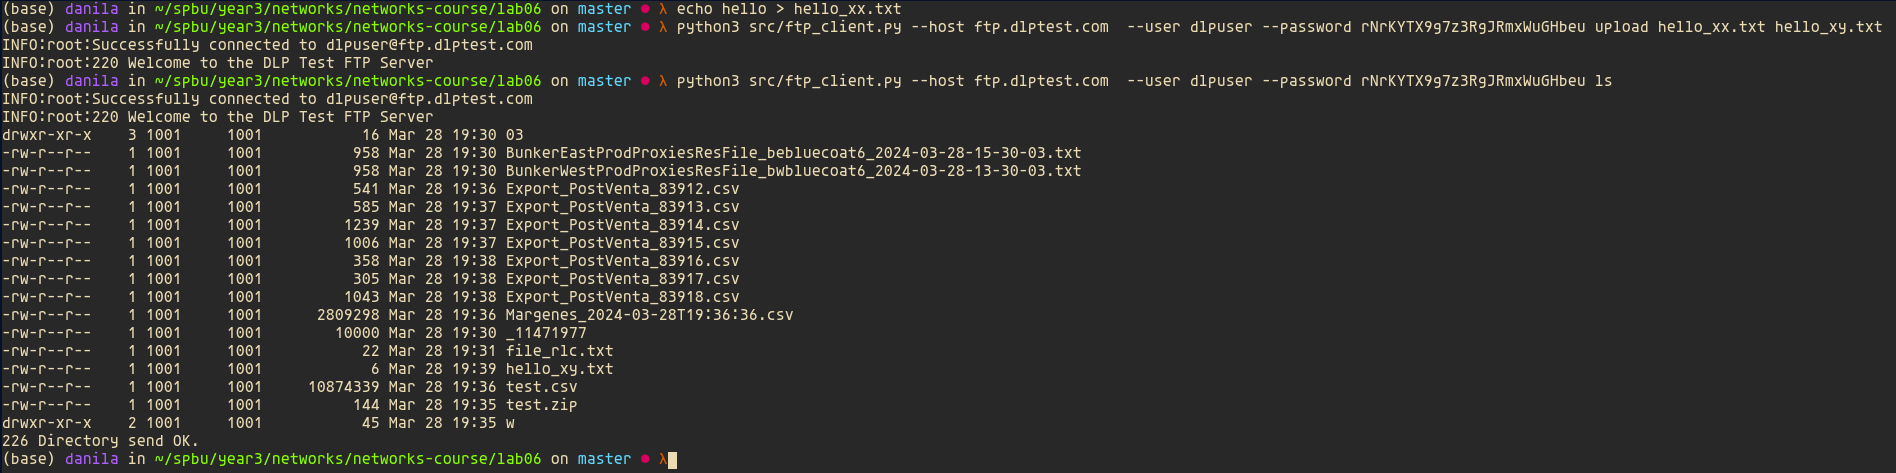 (base) danila in ~/spbu/year3/networks/networks-course/lab06 on master ● λ echo hello > hello_xx.txt
(base) danila in ~/spbu/year3/networks/networks-course/lab06 on master ● λ python3 src/ftp_client.py --host ftp.dlptest.com  --user dlpuser --password rNrKYTX9g7z3RgJRmxWuGHbeu upload hello_xx.txt hello_xy.txt
INFO:root:Successfully connected to dlpuser@ftp.dlptest.com
INFO:root:220 Welcome to the DLP Test FTP Server
(base) danila in ~/spbu/year3/networks/networks-course/lab06 on master ● λ python3 src/ftp_client.py --host ftp.dlptest.com  --user dlpuser --password rNrKYTX9g7z3RgJRmxWuGHbeu ls
INFO:root:Successfully connected to dlpuser@ftp.dlptest.com
INFO:root:220 Welcome to the DLP Test FTP Server
drwxr-xr-x    3 1001     1001           16 Mar 28 19:30 03
-rw-r--r--    1 1001     1001          958 Mar 28 19:30 BunkerEastProdProxiesResFile_bebluecoat6_2024-03-28-15-30-03.txt
-rw-r--r--    1 1001     1001          958 Mar 28 19:30 BunkerWestProdProxiesResFile_bwbluecoat6_2024-03-28-13-30-03.txt
-rw-r--r--    1 1001     1001          541 Mar 28 19:36 Export_PostVenta_83912.csv
-rw-r--r--    1 1001     1001          585 Mar 28 19:37 Export_PostVenta_83913.csv
-rw-r--r--    1 1001     1001         1239 Mar 28 19:37 Export_PostVenta_83914.csv
-rw-r--r--    1 1001     1001         1006 Mar 28 19:37 Export_PostVenta_83915.csv
-rw-r--r--    1 1001     1001          358 Mar 28 19:38 Export_PostVenta_83916.csv
-rw-r--r--    1 1001     1001          305 Mar 28 19:38 Export_PostVenta_83917.csv
-rw-r--r--    1 1001     1001         1043 Mar 28 19:38 Export_PostVenta_83918.csv
-rw-r--r--    1 1001     1001      2809298 Mar 28 19:36 Margenes_2024-03-28T19:36:36.csv
-rw-r--r--    1 1001     1001        10000 Mar 28 19:30 _11471977
-rw-r--r--    1 1001     1001           22 Mar 28 19:31 file_rlc.txt
-rw-r--r--    1 1001     1001            6 Mar 28 19:39 hello_xy.txt
-rw-r--r--    1 1001     1001     10874339 Mar 28 19:36 test.csv
-rw-r--r--    1 1001     1001          144 Mar 28 19:35 test.zip
drwxr-xr-x    2 1001     1001           45 Mar 28 19:35 w
226 Directory send OK.
(base) danila in ~/spbu/year3/networks/networks-course/lab06 on master ● λ